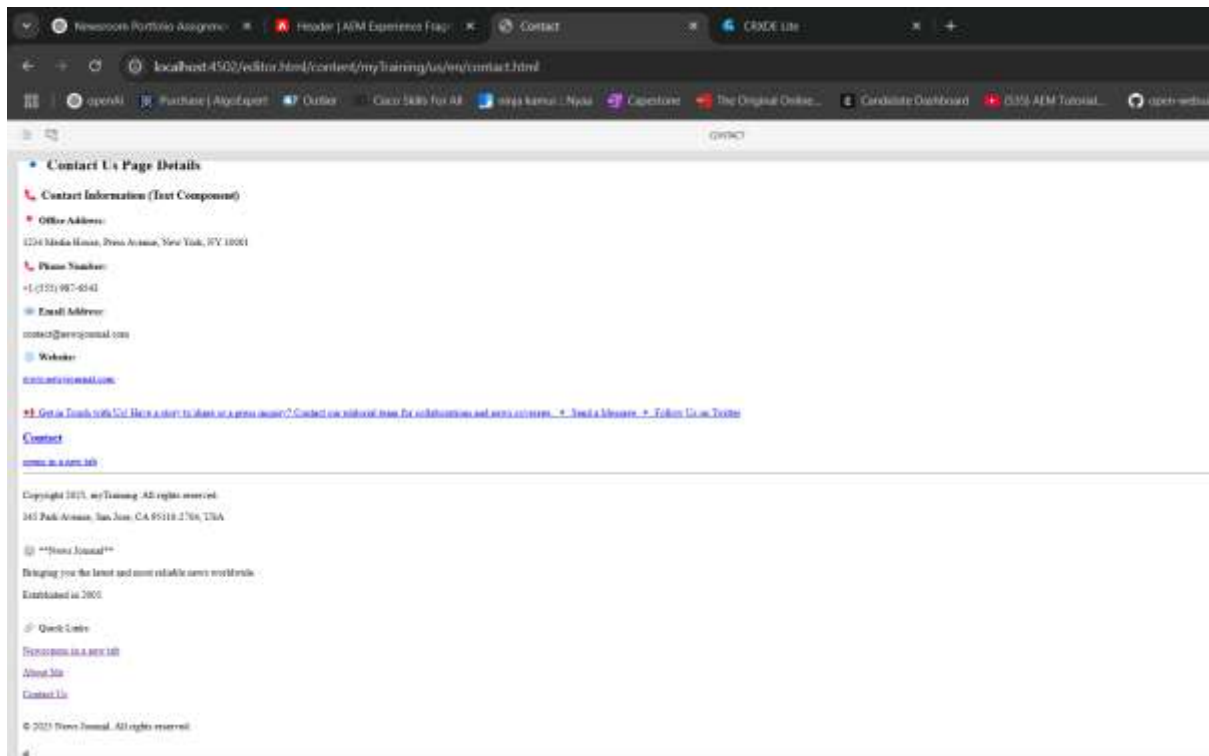 Newsroom Portfolio Assignme
Header | AEM Experience Frag
Contact
CRXDE Lite
localhost:4502/editor.html/content/myTraining/us/en/contact.html
openAi
Purchase | AlgoExpert
Outlier
Cisco Skills For All
Capestone
The Original Online...
Candidate Dashboard
AEM Tutorial...
CONTACT
Contact Us Page Details
Contact Information (Text Component)
Office Address:
1234 Media House, Press Avenue, New York, NY 10001
Phone Number:
+1 (555) 987-6543
Email Address:
contact@newsjournal.com
Website:
www.newsjournal.com
Get in Touch with Us! Have a story to share or a press inquiry? Contact our editorial team for collaborations and news coverage. Send a Message Follow Us on Twitter
Contact
opens in a new tab
Copyright 2025, myTraining. All rights reserved.
345 Park Avenue, San Jose, CA 95110-2704, USA
**News Journal**
Bringing you the latest and most reliable news worldwide.
Established in 2005
Quick Links
Newsopens in a new tab
About Me
Contact Us
© 2025 News Journal. All rights reserved.